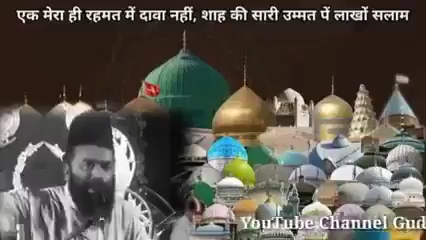 एक मेरा ही रहमत में दावा नहीं, शाह की सारी उम्मत पें लाखों सलाम
YouTube Channel Gud